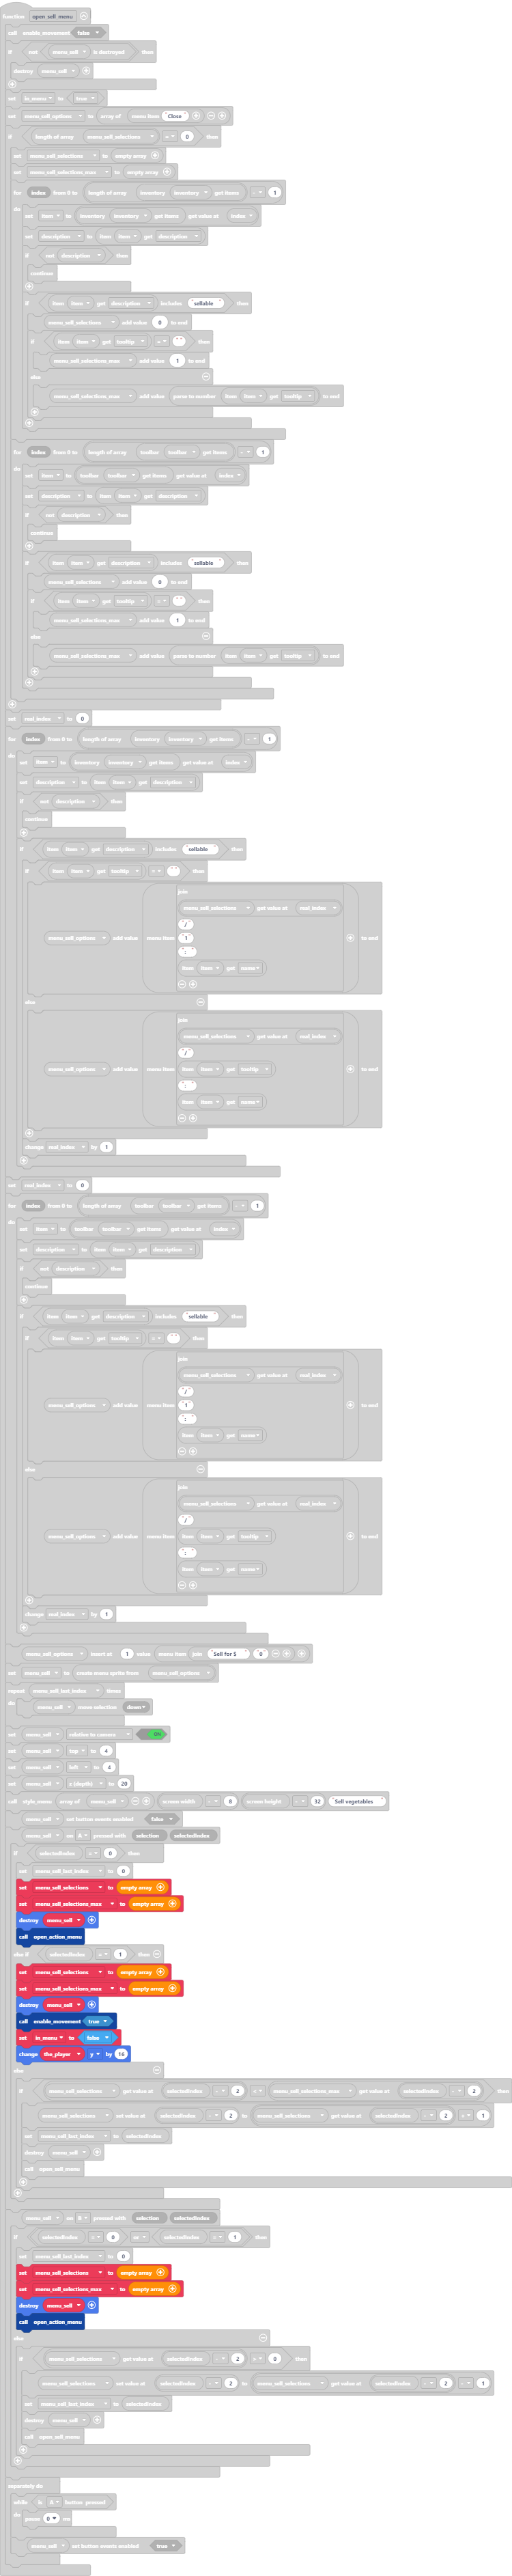 function open_sell_menu
call enable_movement false
if not menu_sell is destroyed then
destroy menu_sell
set in_menu to true
set menu_sell_options to array of menu item "Close"
if length of array menu_sell_selections = 0 then
set menu_sell_selections to empty array
set menu_sell_selections_max to empty array
for index from 0 to length of array inventory inventory get items - 1
do
set item to inventory inventory get items get value at index
set description to item item get description
if not description then
continue
if item item get description includes "sellable" then
menu_sell_selections add value 0 to end
if item item get tooltip = "" then
menu_sell_selections_max add value 1 to end
else
menu_sell_selections_max add value parse to number item item get tooltip to end
for index from 0 to length of array toolbar toolbar get items - 1
do
set item to toolbar toolbar get items get value at index
set description to item item get description
if not description then
continue
if item item get description includes "sellable" then
menu_sell_selections add value 0 to end
if item item get tooltip = "" then
menu_sell_selections_max add value 1 to end
else
menu_sell_selections_max add value parse to number item item get tooltip to end
set real_index to 0
for index from 0 to length of array inventory inventory get items - 1
do
set item to inventory inventory get items get value at index
set description to item item get description
if not description then
continue
if item item get description includes "sellable" then
if item item get tooltip = "" then
join
menu_sell_selections get value at real_index
"/"
menu_sell_options add value menu item "1" to end
":"
item item get name
else
join
menu_sell_selections get value at real_index
"/"
menu_sell_options add value menu item item item get tooltip to end
":"
item item get name
change real_index by 1
set real_index to 0
for index from 0 to length of array toolbar toolbar get items - 1
do
set item to toolbar toolbar get items get value at index
set description to item item get description
if not description then
continue
if item item get description includes "sellable" then
if item item get tooltip = "" then
join
menu_sell_selections get value at real_index
"/"
menu_sell_options add value menu item "1" to end
":"
item item get name
else
join
menu_sell_selections get value at real_index
"/"
menu_sell_options add value menu item item item get tooltip to end
":"
item item get name
change real_index by 1
menu_sell_options insert at 1 value menu item join "Sell for $" "0"
set menu_sell to create menu sprite from menu_sell_options
repeat menu_sell_last_index times
do menu_sell move selection down
set menu_sell relative to camera ON
set menu_sell top to 4
set menu_sell left to 4
set menu_sell z (depth) to 20
call style_menu array of menu_sell screen width - 8 screen height - 32 "Sell vegetables"
menu_sell set button events enabled false
menu_sell on A pressed with selection selectedIndex
if selectedIndex = 0 then
set menu_sell_last_index to 0
set menu_sell_selections to empty array
set menu_sell_selections_max to empty array
destroy menu_sell
call open_action_menu
else if selectedIndex = 1 then
set menu_sell_selections to empty array
set menu_sell_selections_max to empty array
destroy menu_sell
call enable_movement true
set in_menu to false
change the_player y by 16
else
if menu_sell_selections get value at selectedIndex - 2 < menu_sell_selections_max get value at selectedIndex - 2 then
menu_sell_selections set value at selectedIndex - 2 to menu_sell_selections get value at selectedIndex - 2 + 1
set menu_sell_last_index to selectedIndex
destroy menu_sell
call open_sell_menu
menu_sell on B pressed with selection selectedIndex
if selectedIndex = 0 or selectedIndex = 1 then
set menu_sell_last_index to 0
set menu_sell_selections to empty array
set menu_sell_selections_max to empty array
destroy menu_sell
call open_action_menu
else
if menu_sell_selections get value at selectedIndex - 2 > 0 then
menu_sell_selections set value at selectedIndex - 2 to menu_sell_selections get value at selectedIndex - 2 - 1
set menu_sell_last_index to selectedIndex
destroy menu_sell
call open_sell_menu
separately do
while is A button pressed
do pause 0 ms
menu_sell set button events enabled true